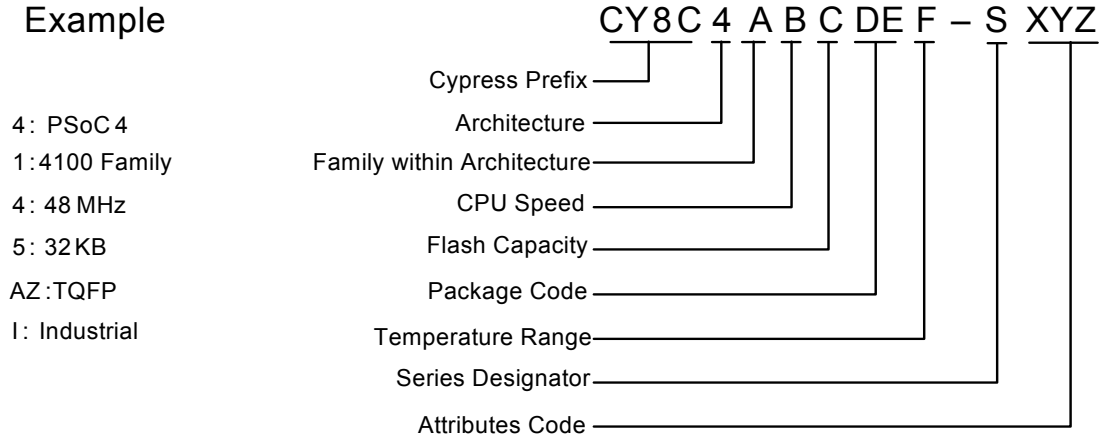 Example CY8C 4 A B C DE F – S XYZ
Cypress Prefix
4: PSoC 4 Architecture
1:4100 Family Family within Architecture
4: 48 MHz CPU Speed
5: 32 KB Flash Capacity
AZ:TQFP Package Code
I: Industrial Temperature Range
Series Designator
Attributes Code